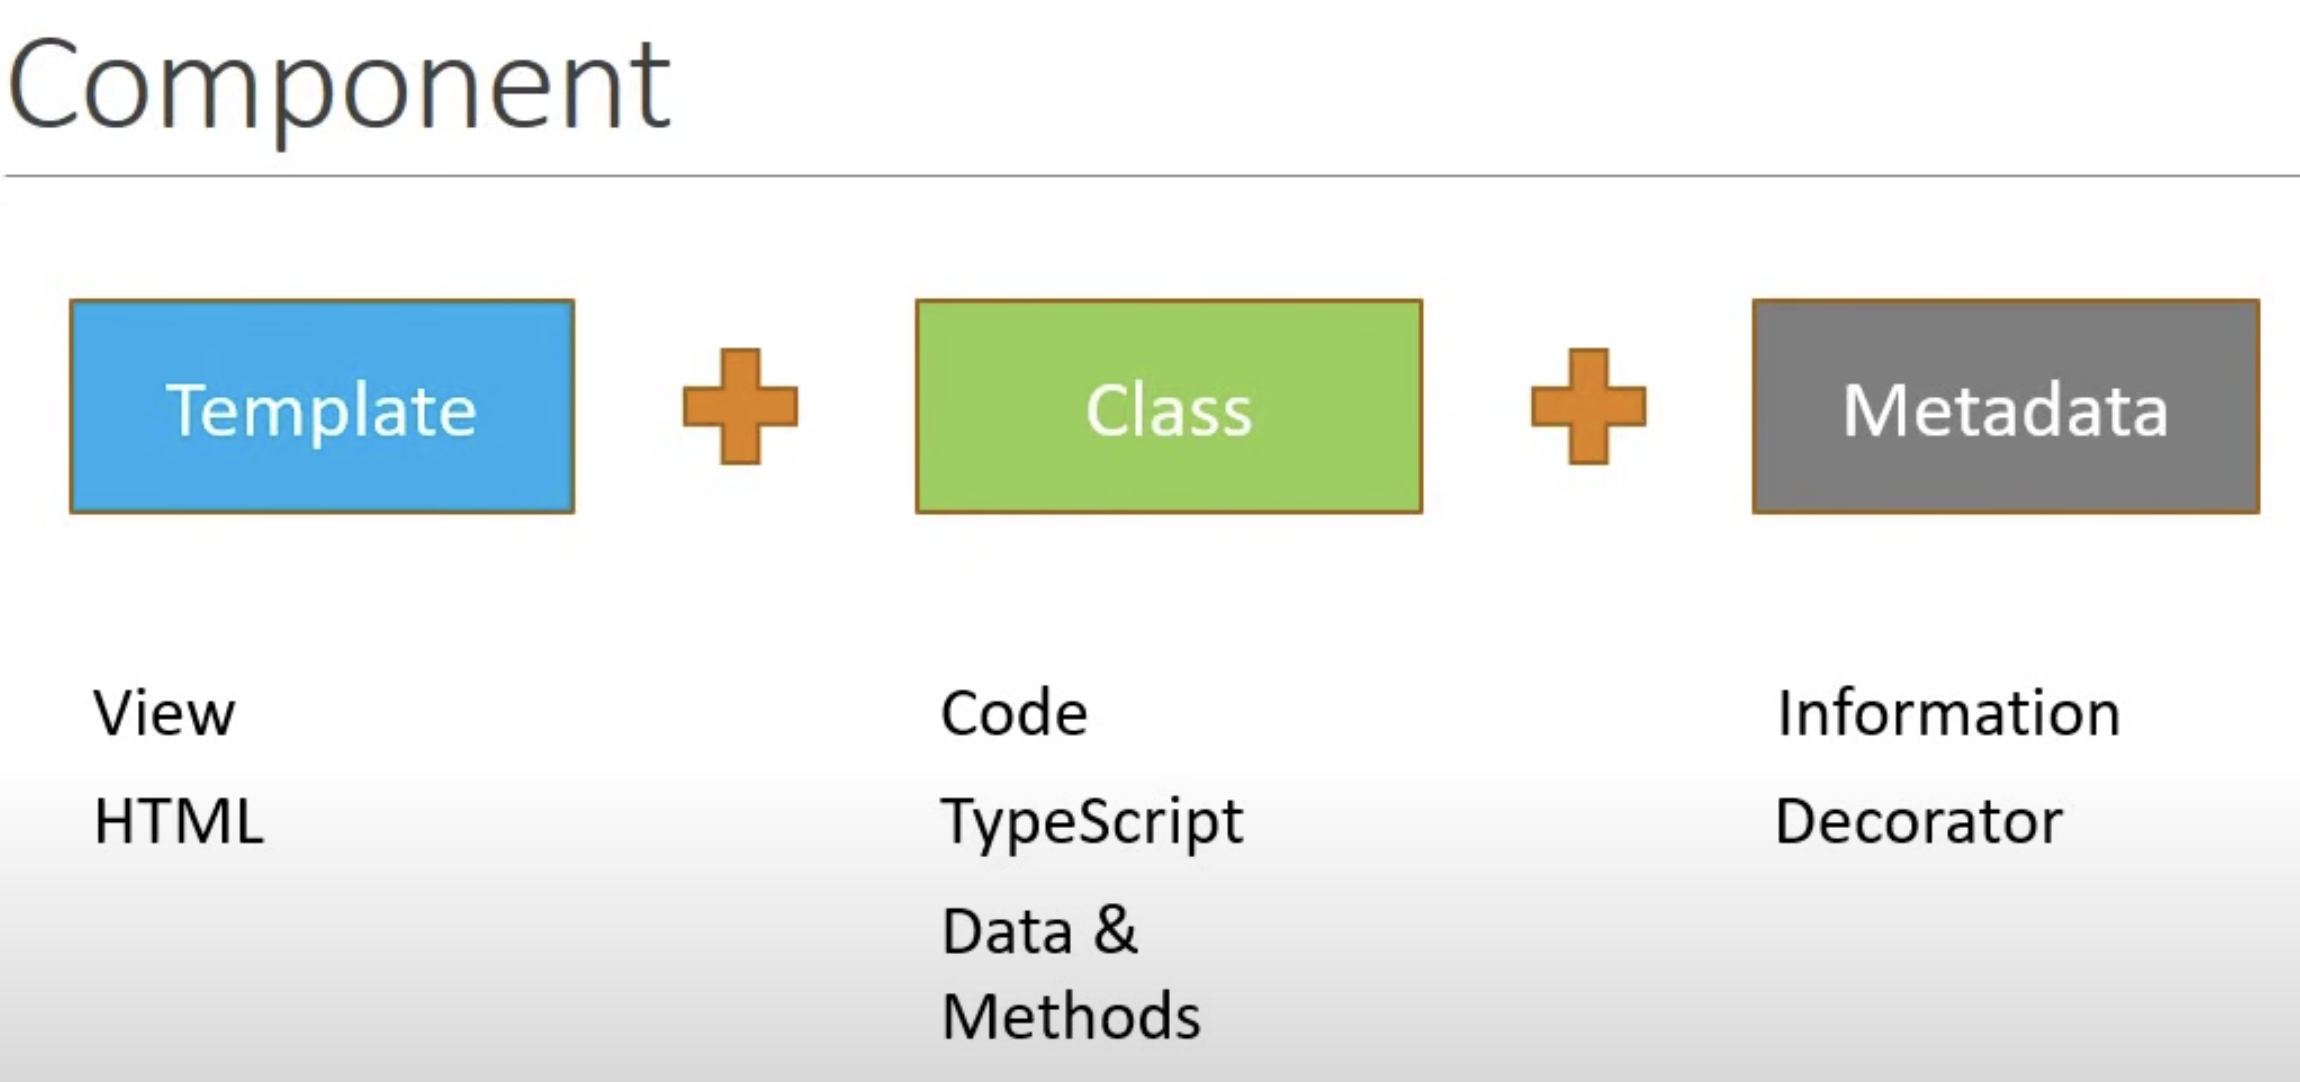 Component
Template
Class
Metadata
View
HTML
Code
TypeScript
Data &
Methods
Information
Decorator